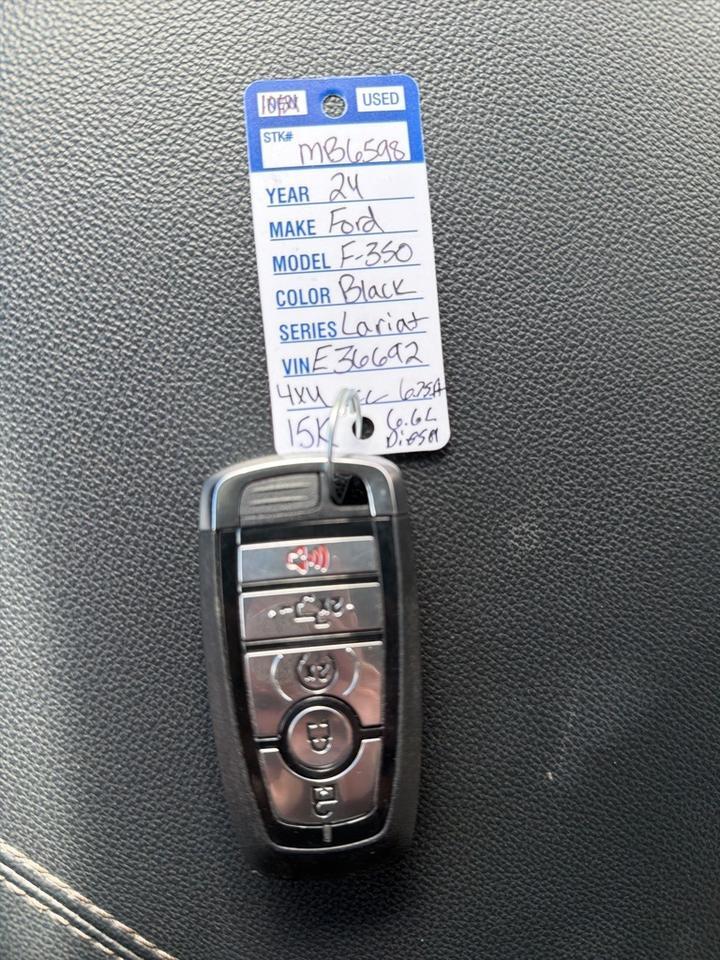 NEW USED
STK# MB6598
YEAR 24
MAKE Ford
MODEL F-350
COLOR Black
SERIES Lariat
VIN E36692
4x4
15K 6.6L
Diesel